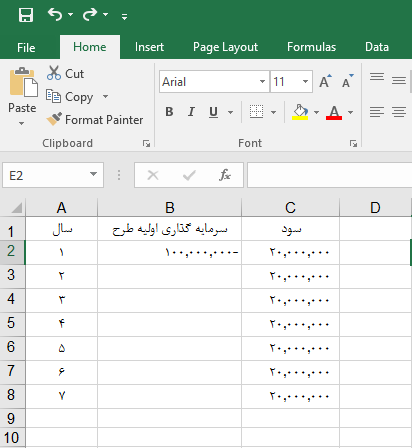 File Home Insert Page Layout Formulas Data
Cut
Copy
Format Painter
Paste
Clipboard
Arial 11 A A
B I U A
Font
E2 fx
A B C D
1 سال سرمایه گذاری اولیه طرح سود
2 ۱ -۱۰۰,۰۰۰,۰۰۰ ۲۰,۰۰۰,۰۰۰
3 ۲ ۲۰,۰۰۰,۰۰۰
4 ۳ ۲۰,۰۰۰,۰۰۰
5 ۴ ۲۰,۰۰۰,۰۰۰
6 ۵ ۲۰,۰۰۰,۰۰۰
7 ۶ ۲۰,۰۰۰,۰۰۰
8 ۷ ۲۰,۰۰۰,۰۰۰
9
10